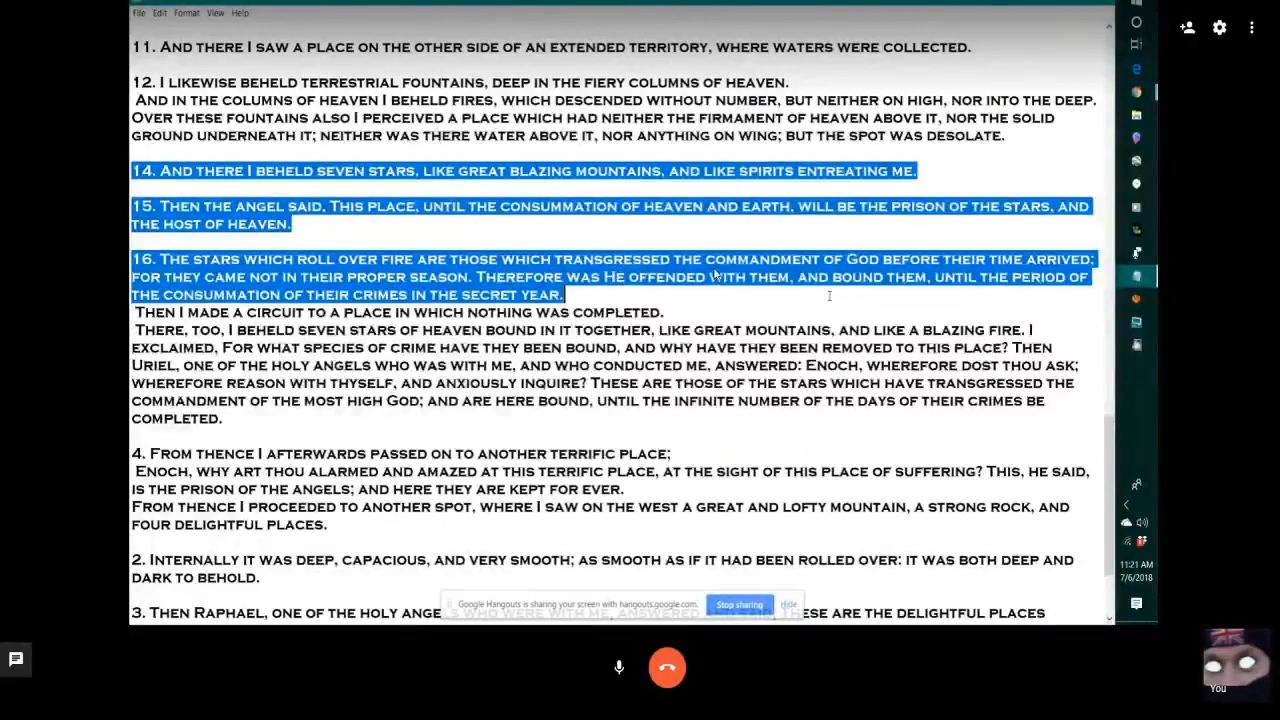 File Edit Format View Help
11. And there I saw a place on the other side of an extended territory, where waters were collected.
12. I likewise beheld terrestrial fountains, deep in the fiery columns of heaven.
And in the columns of heaven I beheld fires, which descended without number, but neither on high, nor into the deep.
Over these fountains also I perceived a place which had neither the firmament of heaven above it, nor the solid
ground underneath it; neither was there water above it, nor anything on wing; but the spot was desolate.
14. And there I beheld seven stars, like great blazing mountains, and like spirits entreating me.
15. Then the angel said, This place, until the consummation of heaven and earth, will be the prison of the stars, and
the host of heaven.
16. The stars which roll over fire are those which transgressed the commandment of God before their time arrived;
for they came not in their proper season. Therefore was He offended with them, and bound them, until the period of
the consummation of their crimes in the secret year.
Then I made a circuit to a place in which nothing was completed.
There, too, I beheld seven stars of heaven bound in it together, like great mountains, and like a blazing fire. I
exclaimed, For what species of crime have they been bound, and why have they been removed to this place? Then
Uriel, one of the holy angels who was with me, and who conducted me, answered: Enoch, wherefore dost thou ask;
wherefore reason with thyself, and anxiously inquire? These are those of the stars which have transgressed the
commandment of the most high God; and are here bound, until the infinite number of the days of their crimes be
completed.
4. From thence I afterwards passed on to another terrific place;
Enoch, why art thou alarmed and amazed at this terrific place, at the sight of this place of suffering? This, he said,
is the prison of the angels; and here they are kept for ever.
From thence I proceeded to another spot, where I saw on the west a great and lofty mountain, a strong rock, and
four delightful places.
2. Internally it was deep, capacious, and very smooth; as smooth as if it had been rolled over: it was both deep and
dark to behold.
3. Then Raphael, one of the holy angels who were with me, answered and said, These are the delightful places
Google Hangouts is sharing your screen with hangouts.google.com. Stop sharing Hide
11:21 AM
7/6/2018
You